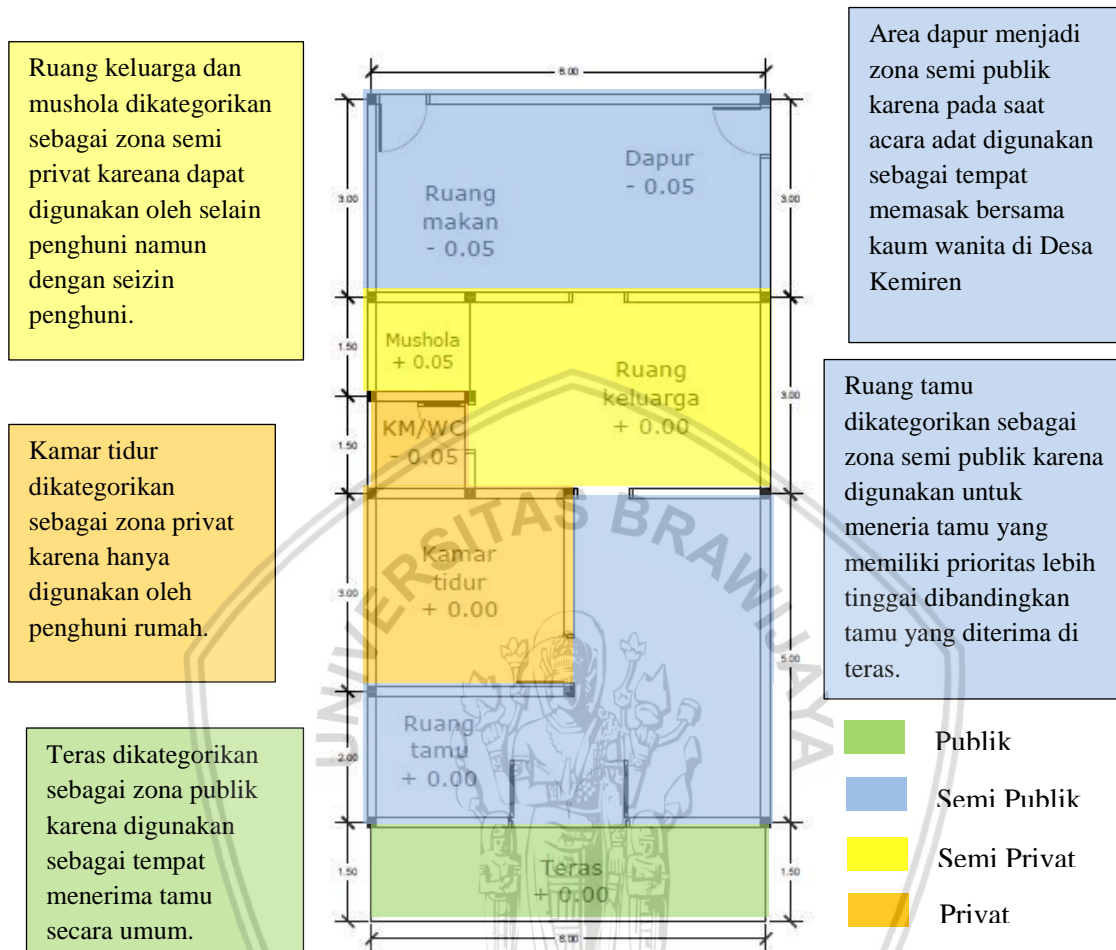 Ruang keluarga dan
mushola dikategorikan
sebagai zona semi
privat kareana dapat
digunakan oleh selain
penghuni namun
dengan seizin
penghuni.
Kamar tidur
dikategorikan
sebagai zona privat
karena hanya
digunakan oleh
penghuni rumah.
Teras dikategorikan
sebagai zona publik
karena digunakan
sebagai tempat
menerima tamu
secara umum.
6.00
3.00
1.50
1.50
3.00
2.00
1.50
Ruang
makan
- 0.05
Dapur
- 0.05
Mushola
+ 0.05
Ruang
keluarga
+ 0.00
KM/WC
- 0.05
Kamar
tidur
+ 0.00
Ruang
tamu
+ 0.00
Teras
+ 0.00
3.00
3.00
5.00
1.50
6.00
UNIVERSITAS BRAWIJAYA
Area dapur menjadi
zona semi publik
karena pada saat
acara adat digunakan
sebagai tempat
memasak bersama
kaum wanita di Desa
Kemiren
Ruang tamu
dikategorikan sebagai
zona semi publik karena
digunakan untuk
meneria tamu yang
memiliki prioritas lebih
tinggai dibandingkan
tamu yang diterima di
teras.
Publik
Semi Publik
Semi Privat
Privat